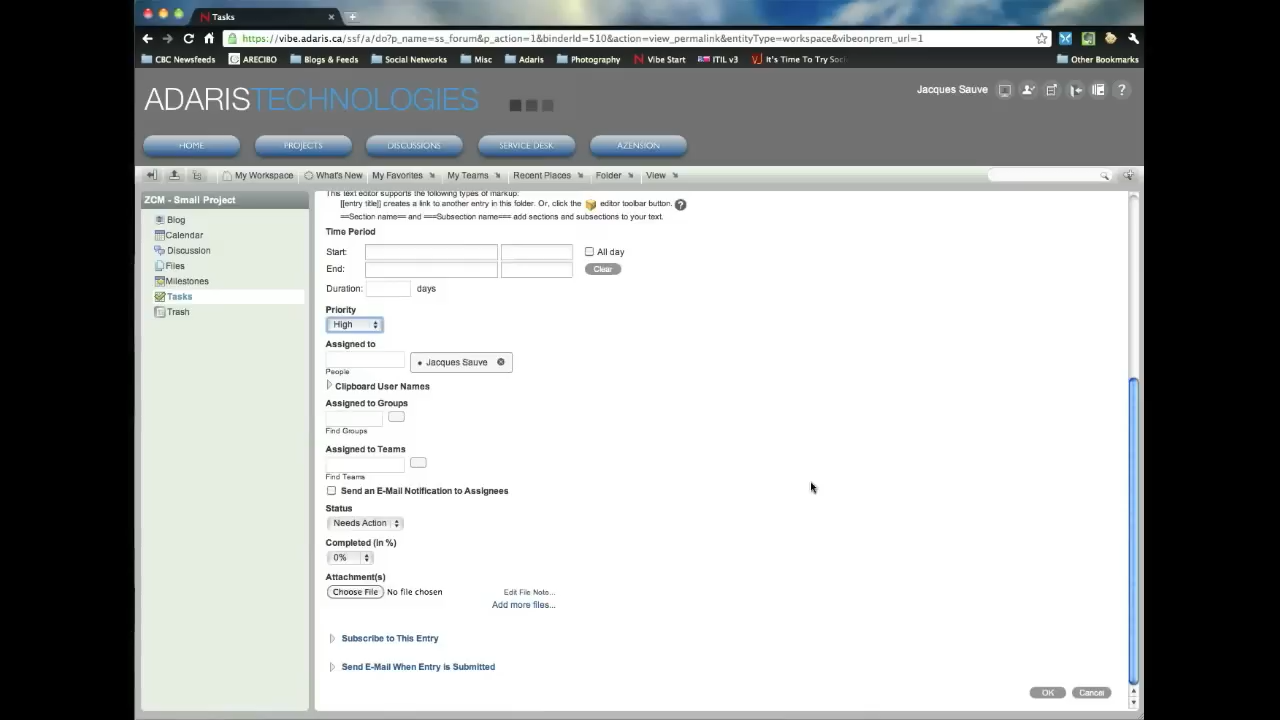 Tasks
https://vibe.adaris.ca/ssf/a/do?p_name=ss_forum&p_action=1&binderId=510&action=view_permalink&entityType=workspace&vibeonprem_url=1
CBC Newsfeeds ARECIBO Blogs & Feeds Social Networks Misc Adaris Photography Vibe Start ITIL v3 It's Time To Try Soc Other Bookmarks
ADARISTECHNOLOGIES
Jacques Sauve
HOME PROJECTS DISCUSSIONS SERVICE DESK AZENSION
My Workspace What's New My Favorites My Teams Recent Places Folder View
ZCM - Small Project
Blog
Calendar
Discussion
Files
Milestones
Tasks
Trash
This text editor supports the following types of markup:
[[entry title]] creates a link to another entry in this folder. Or, click the editor toolbar button. ?
==Section name== and ===Subsection name=== add sections and subsections to your text.
Time Period
Start: All day
End: Clear
Duration: days
Priority
High
Assigned to
Jacques Sauve
People
Clipboard User Names
Assigned to Groups
Find Groups
Assigned to Teams
Find Teams
Send an E-Mail Notification to Assignees
Status
Needs Action
Completed (in %)
0%
Attachment(s)
Choose File No file chosen Edit File Note...
Add more files...
Subscribe to This Entry
Send E-Mail When Entry is Submitted
OK Cancel